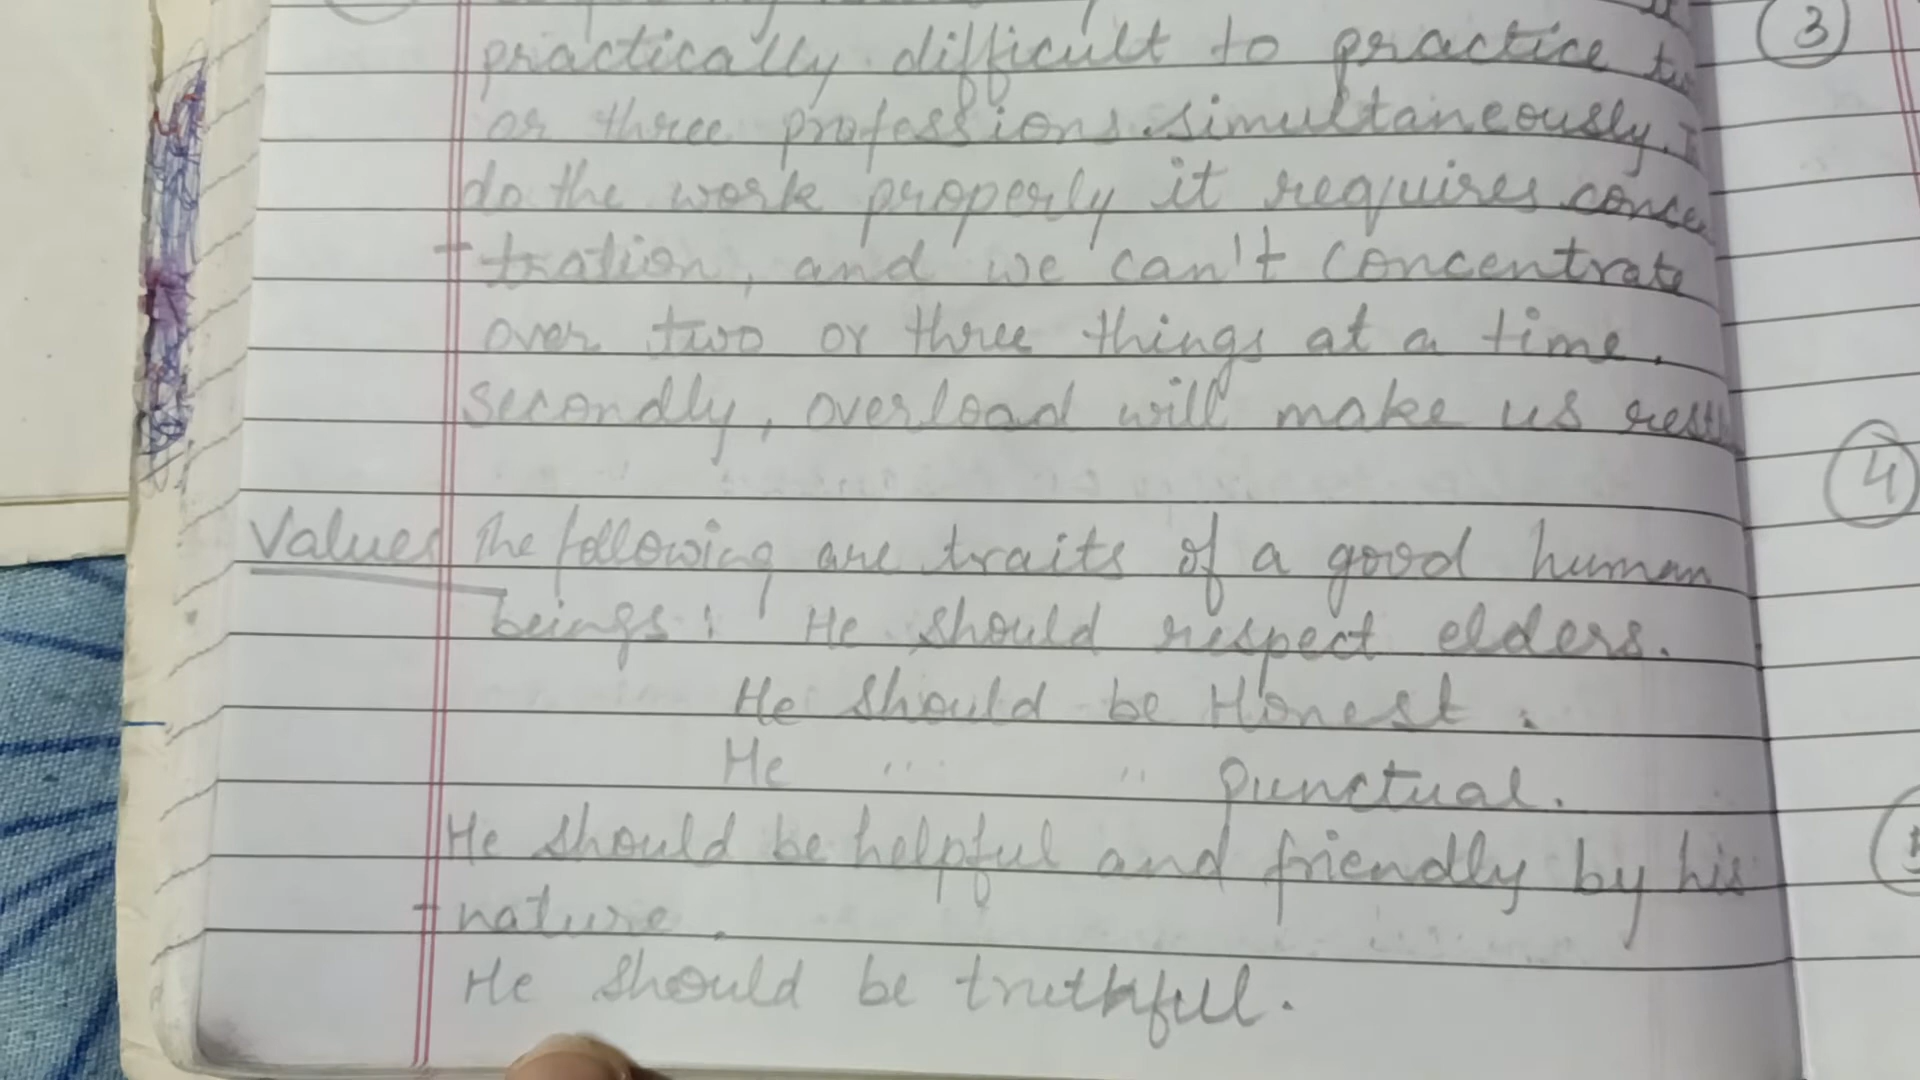 practically difficult to practice
or three professions simultaneously.
do the work properly it requires conce
-tration, and we can't concentrate
over two or three things at a time.
secondly, overload will make us rest
Values The following are traits of a good human
beings: He should respect elders.
He should be Honest.
He " " punctual.
He should be helpful and friendly by his
-nature.
He should be truthful.
3
4